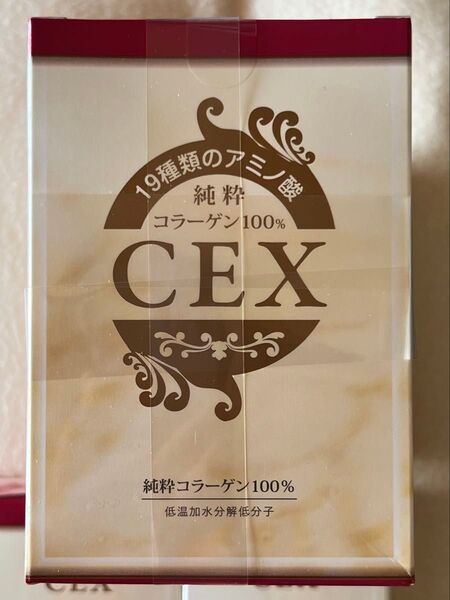 19種類のアミノ酸
純粋
コラーゲン100%
CEX
純粋コラーゲン100%
低温加水分解低分子